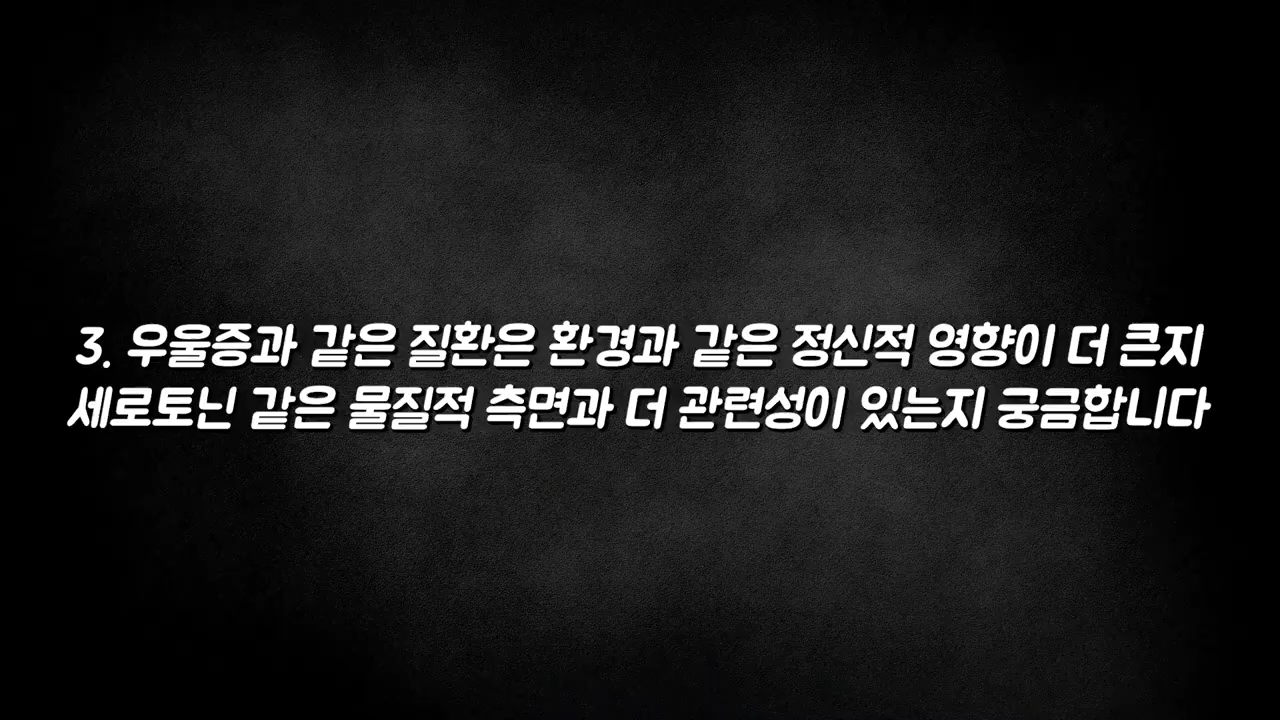 3. 우울증과 같은 질환은 환경과 같은 정신적 영향이 더 큰지
세로토닌 같은 물질적 측면과 더 관련성이 있는지 궁금합니다